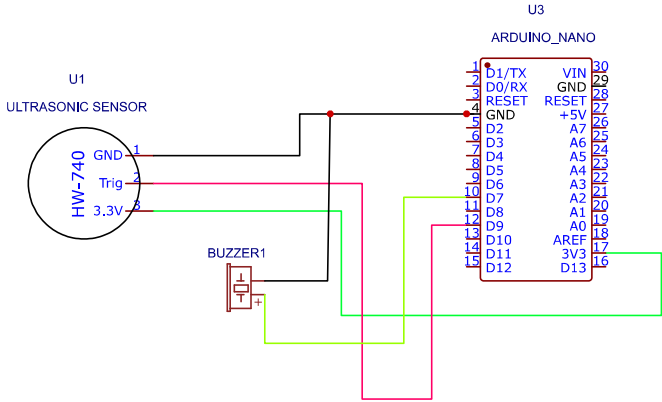 U3
ARDUINO_NANO
U1
ULTRASONIC SENSOR
HW-740
GND 1
Trig 2
3.3V 3
BUZZER1
+
1 D1/TX VIN 30
2 D0/RX GND 29
3 RESET RESET 28
4 GND +5V 27
5 D2 A7 26
6 D3 A6 25
7 D4 A5 24
8 D5 A4 23
9 D6 A3 22
10 D7 A2 21
11 D8 A1 20
12 D9 A0 19
13 D10 AREF 18
14 D11 3V3 17
15 D12 D13 16